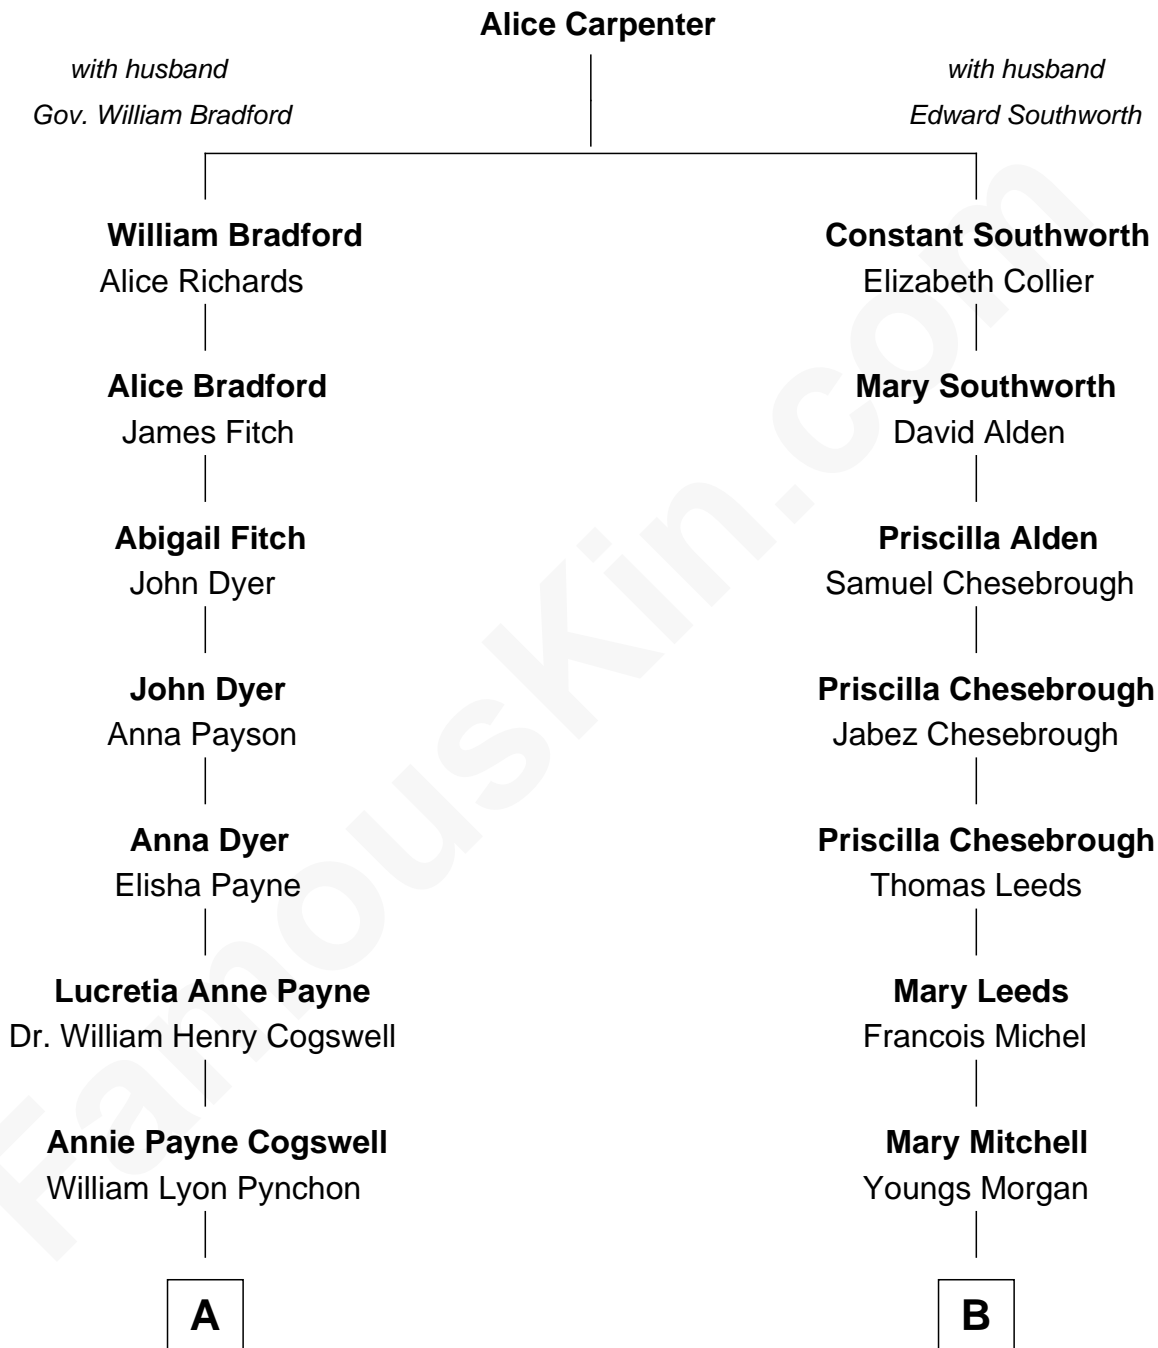 Alice Carpenter
with husband
Gov. William Bradford
with husband
Edward Southworth
William Bradford
Alice Richards
Constant Southworth
Elizabeth Collier
Alice Bradford
James Fitch
Mary Southworth
David Alden
Abigail Fitch
John Dyer
Priscilla Alden
Samuel Chesebrough
John Dyer
Anna Payson
Priscilla Chesebrough
Jabez Chesebrough
Anna Dyer
Elisha Payne
Priscilla Chesebrough
Thomas Leeds
Lucretia Anne Payne
Dr. William Henry Cogswell
Mary Leeds
Francois Michel
Annie Payne Cogswell
William Lyon Pynchon
Mary Mitchell
Youngs Morgan
A
B
FamousKin.com